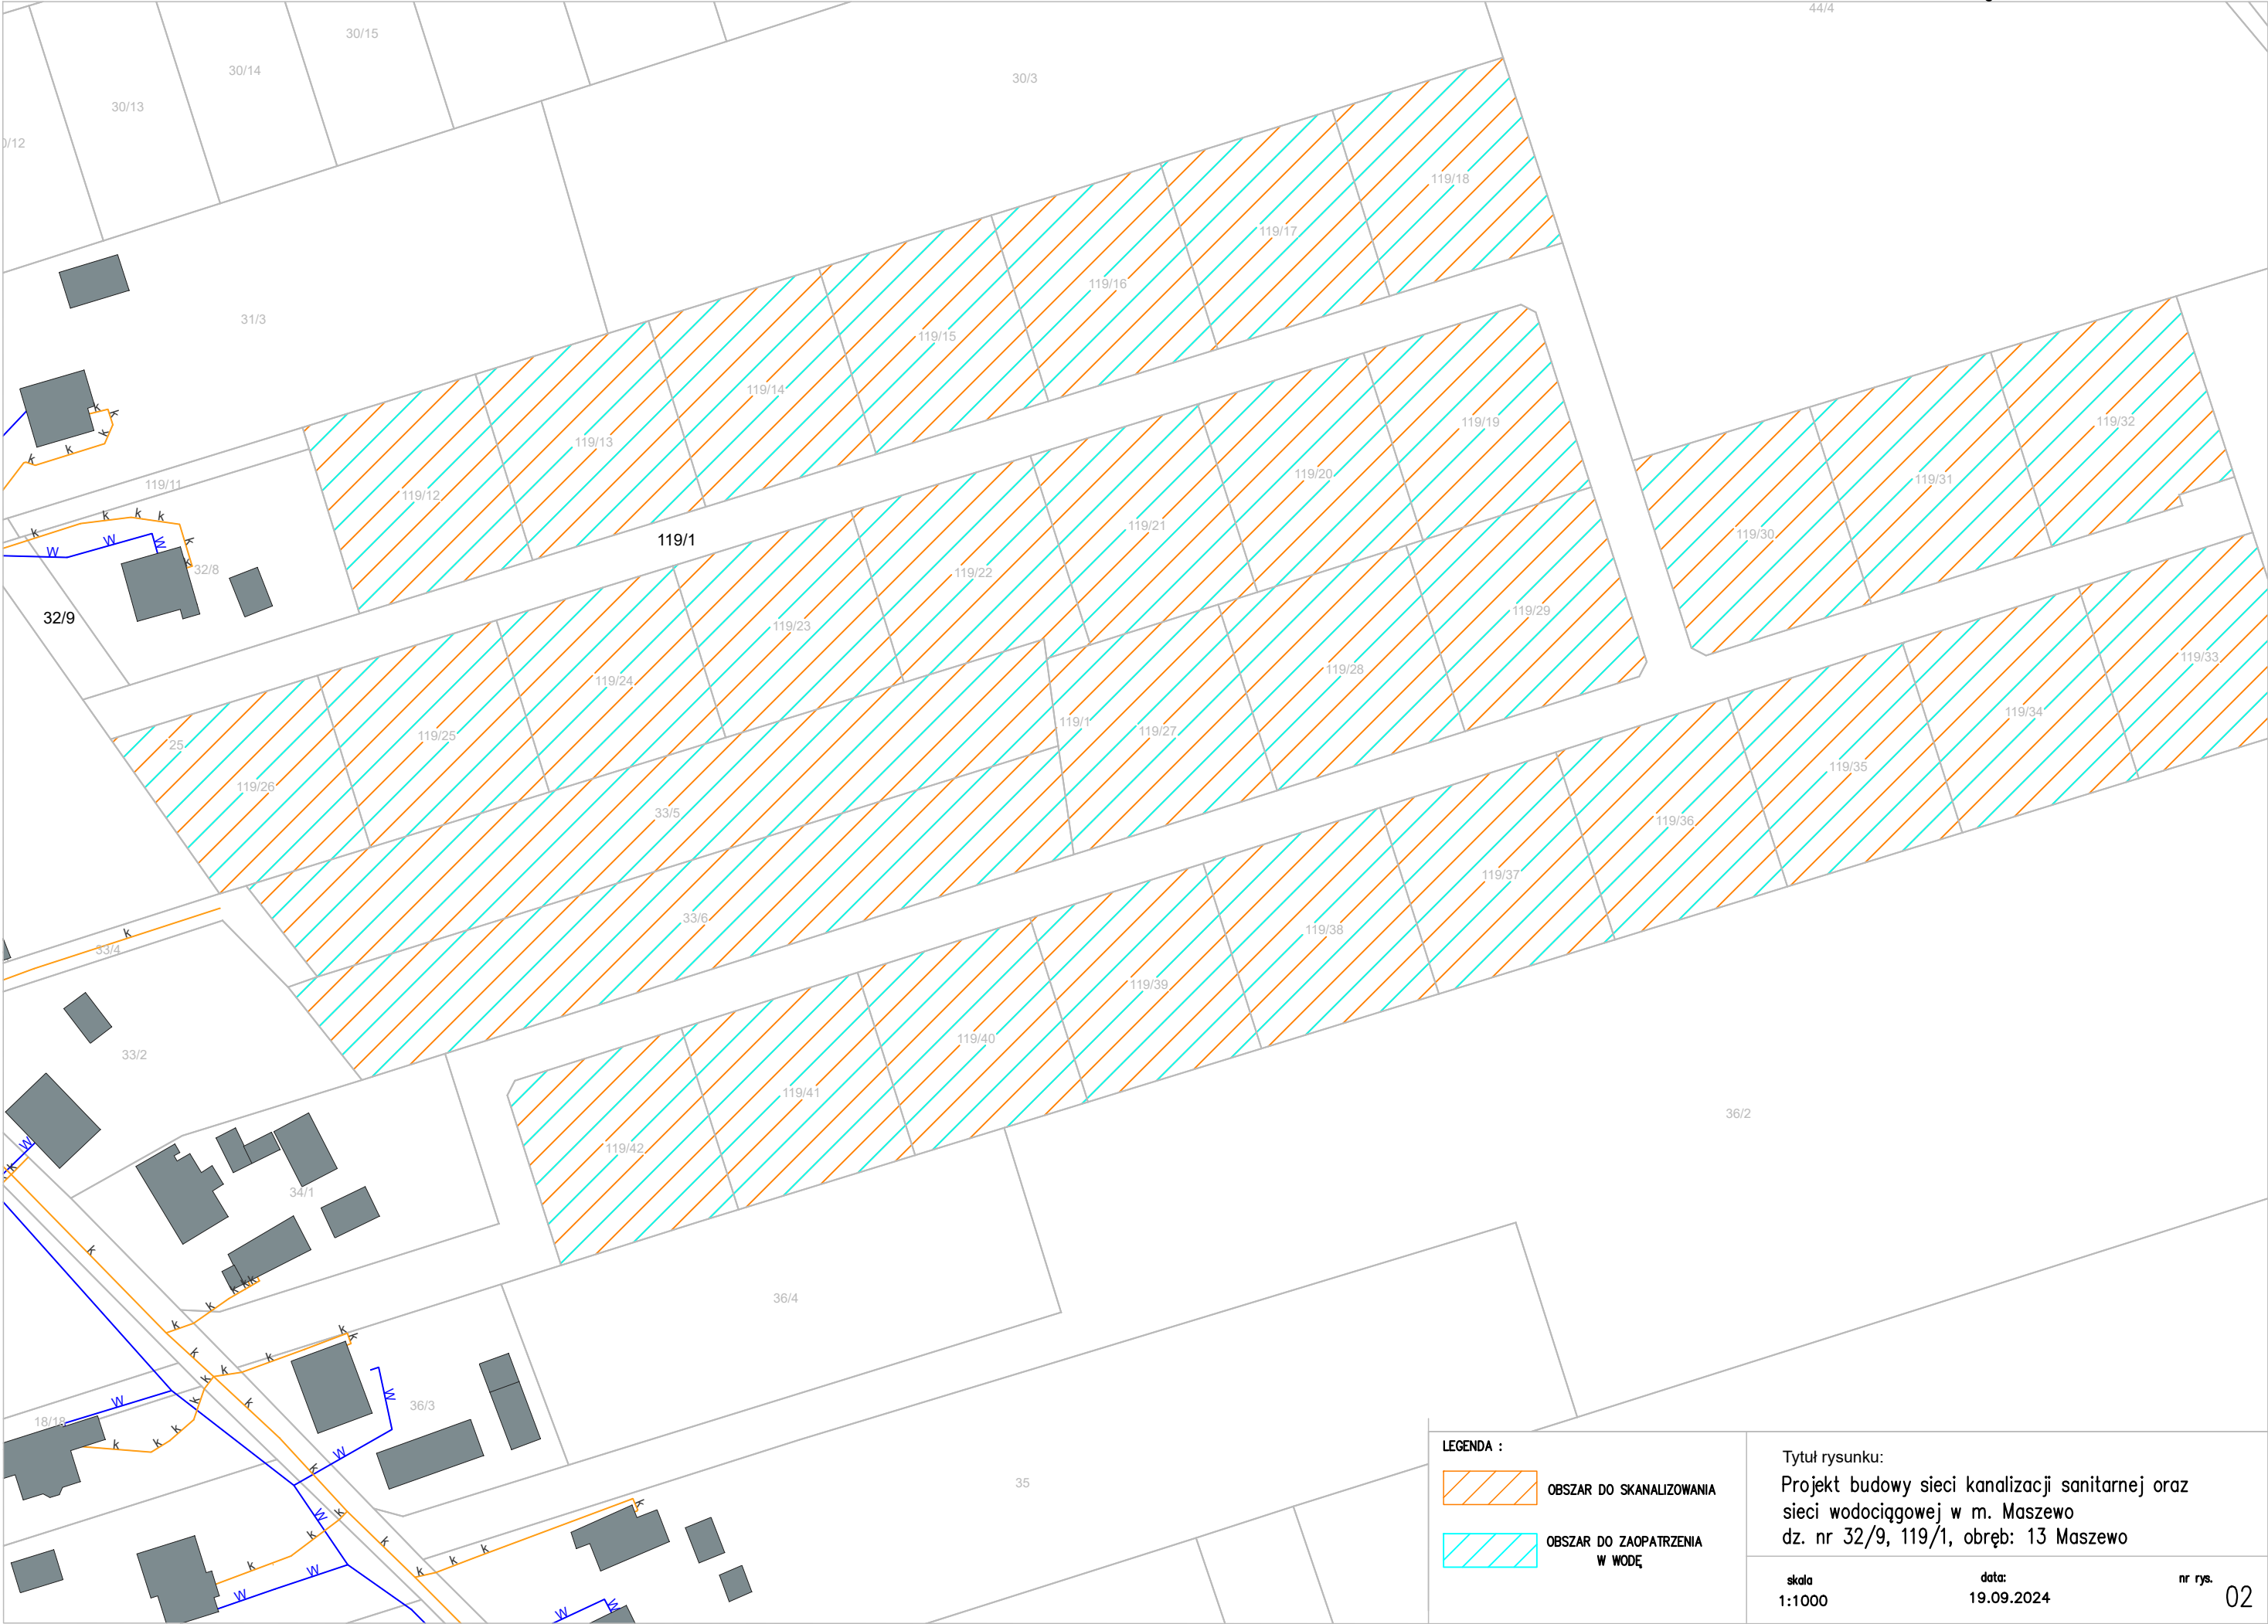 44/4
30/15
30/14
30/3
30/13
119/18
119/17
119/16
31/3
119/15
119/14
119/19
119/32
119/13
119/20
119/31
119/11
119/12
119/21
119/30
119/1
32/8
119/22
32/9
119/29
119/23
119/33
119/28
119/24
119/34
119/1
119/27
119/25
25
119/35
119/26
33/5
119/36
119/37
33/6
119/38
33/4
119/39
119/40
33/2
119/41
36/2
119/42
34/1
36/4
36/3
18/18
35
k k k k k
k k k k k k
W W W
k
W
k k
k k k k k
k k k k k k
W W W
k k k k
k k k k
W W W
k k k k
W W
LEGENDA :
OBSZAR DO SKANALIZOWANIA
OBSZAR DO ZAOPATRZENIA
W WODĘ
Tytuł rysunku:
Projekt budowy sieci kanalizacji sanitarnej oraz
sieci wodociągowej w m. Maszewo
dz. nr 32/9, 119/1, obręb: 13 Maszewo
skala
1:1000
data:
19.09.2024
nr rys.
02